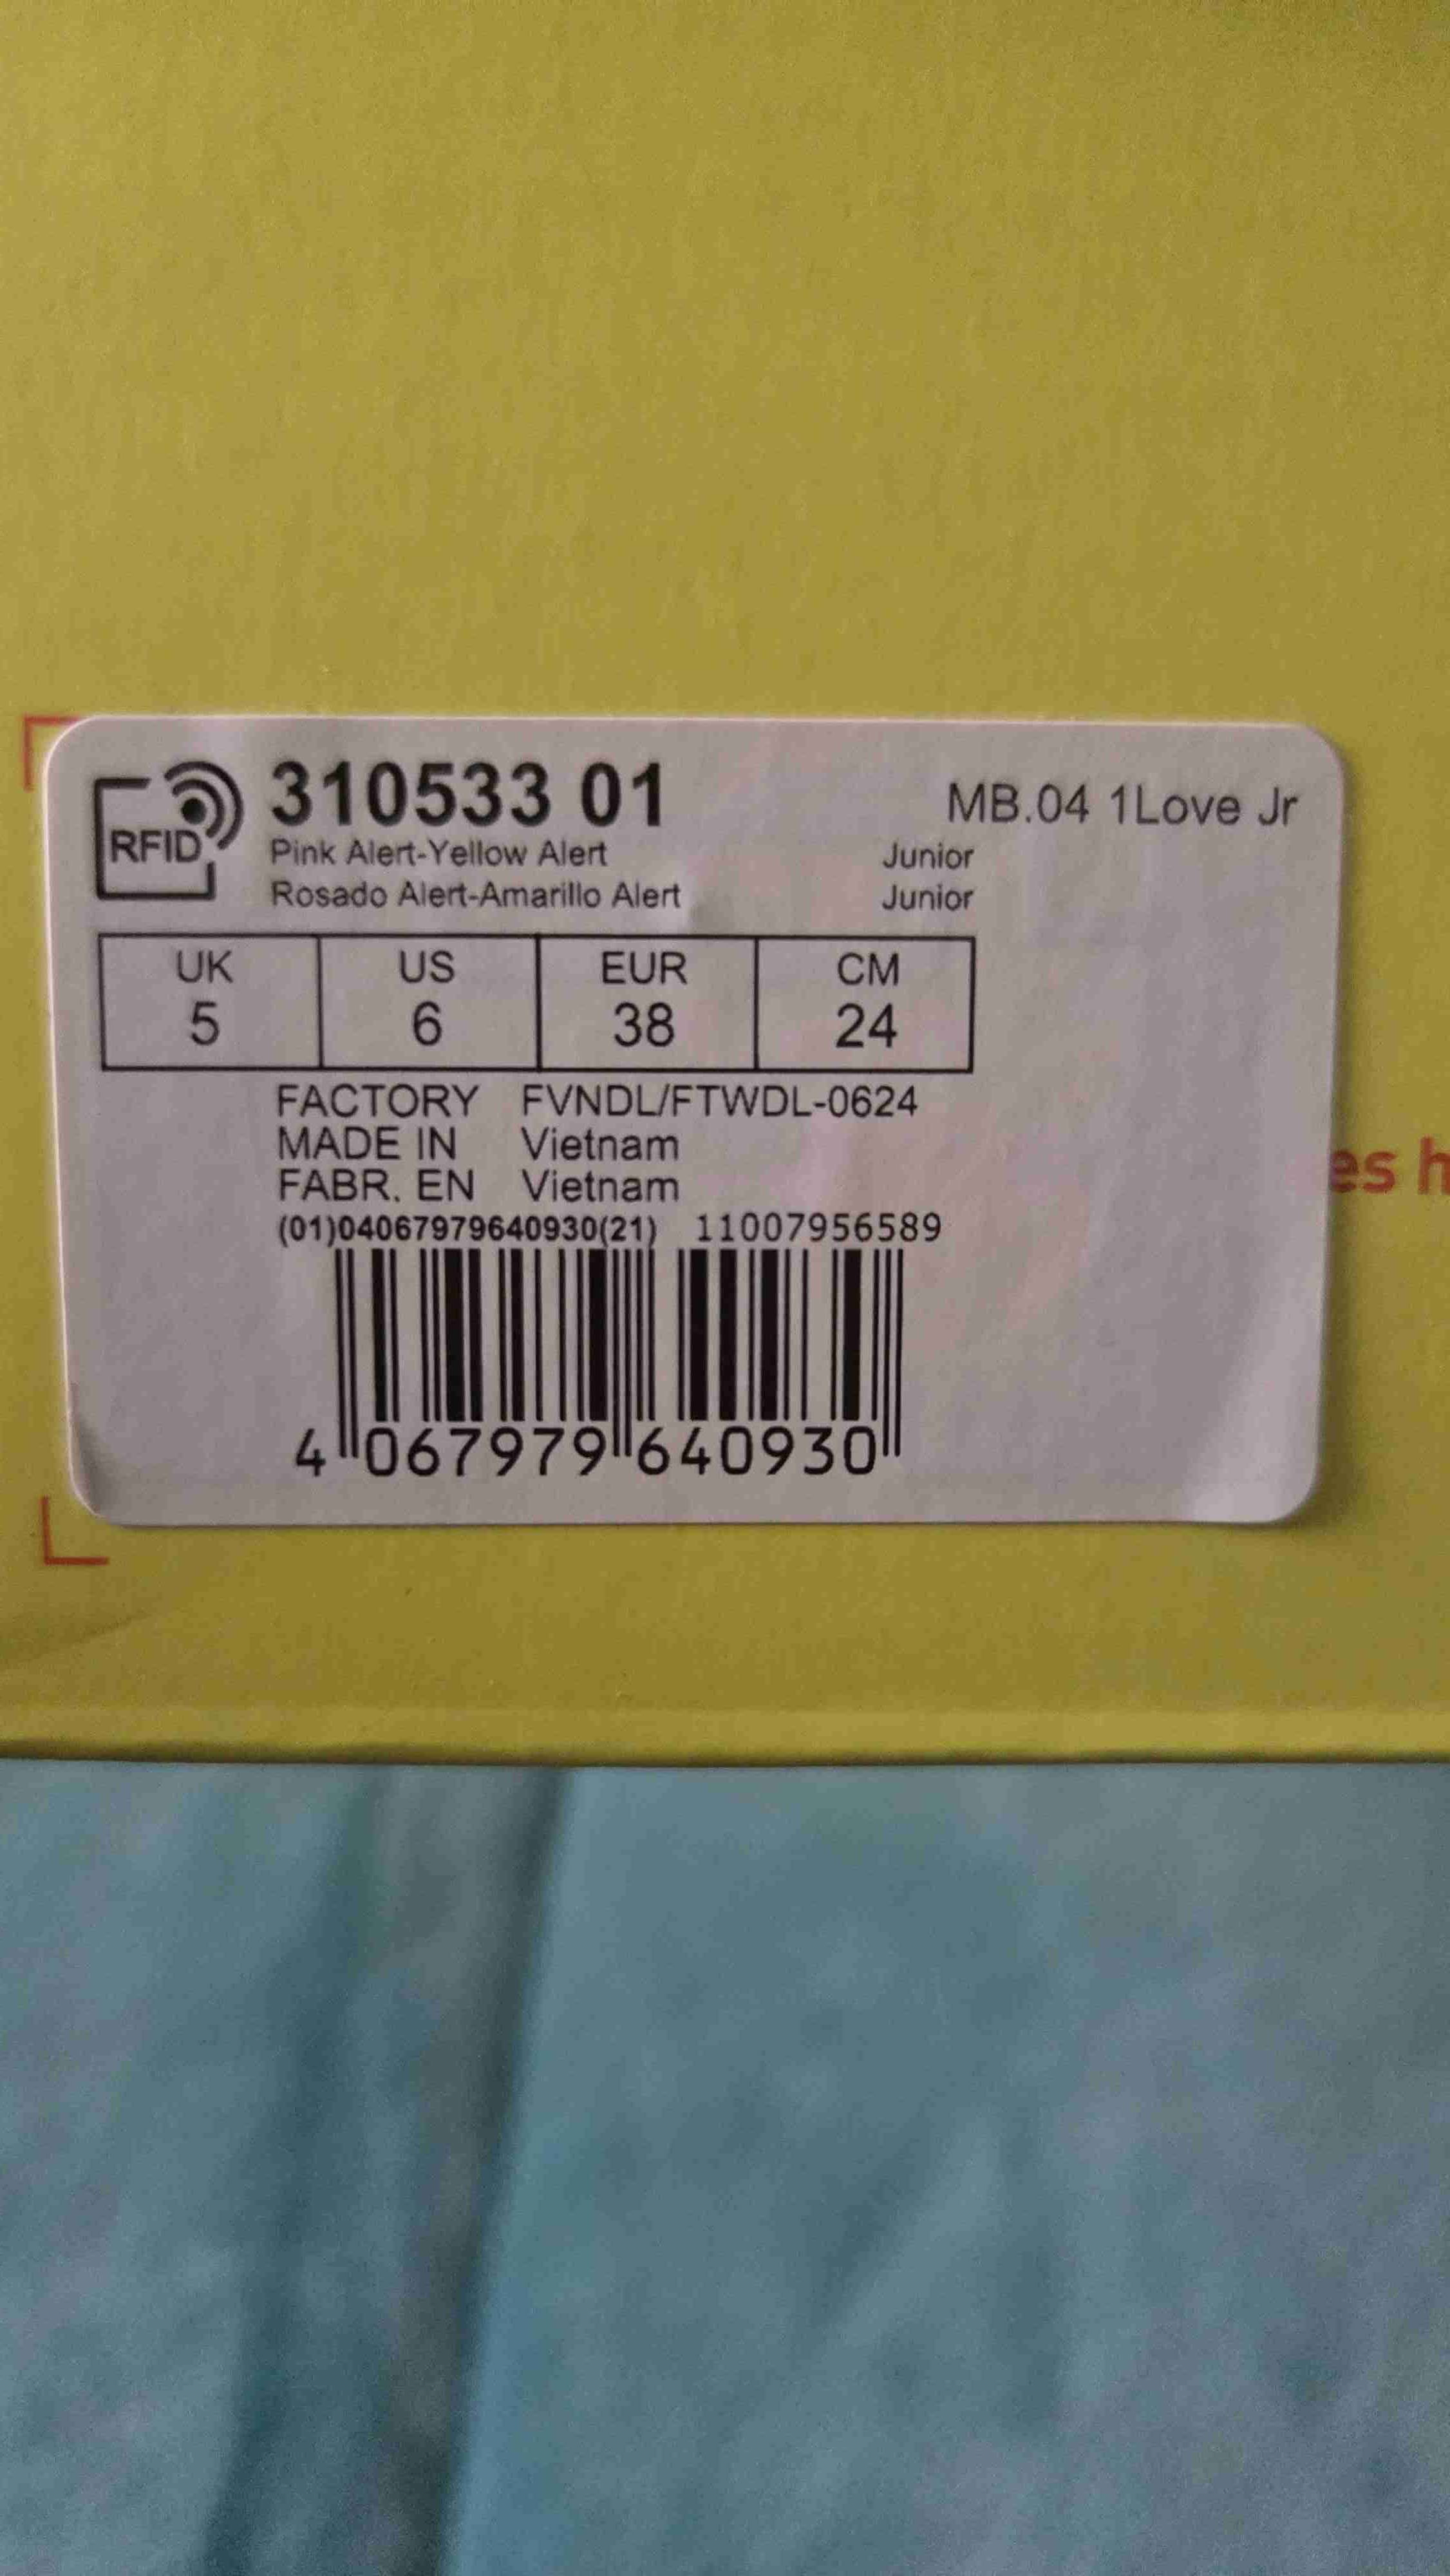 RFID
310533 01
MB.04 1Love Jr
Pink Alert-Yellow Alert Junior
Rosado Alert-Amarillo Alert Junior
UK US EUR CM
5 6 38 24
FACTORY FVNDL/FTWDL-0624
MADE IN Vietnam
FABR. EN Vietnam
(01)04067979640930(21) 11007956589
4 067979 640930
es h